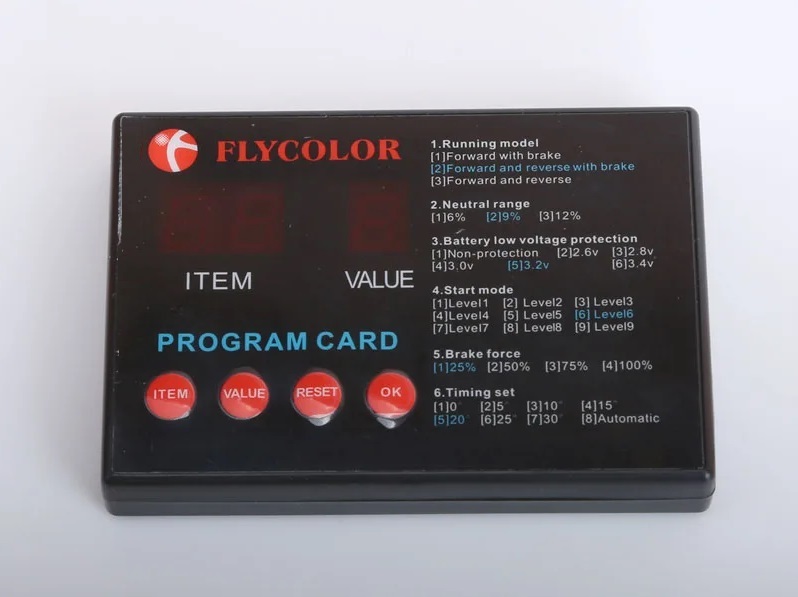 FLYCOLOR
ITEM VALUE
PROGRAM CARD
ITEM VALUE RESET OK
1.Running model
[1]Forward with brake
[2]Forward and reverse with brake
[3]Forward and reverse
2.Neutral range
[1]6% [2]9% [3]12%
3.Battery low voltage protection
[1]Non-protection [2]2.6v [3]2.8v
[4]3.0v [5]3.2v [6]3.4v
4.Start mode
[1]Level1 [2] Level2 [3] Level3
[4]Level4 [5] Level5 [6] Level6
[7]Level7 [8] Level8 [9] Level9
5.Brake force
[1]25% [2]50% [3]75% [4]100%
6.Timing set
[1]0° [2]5° [3]10° [4]15°
[5]20° [6]25° [7]30° [8]Automatic